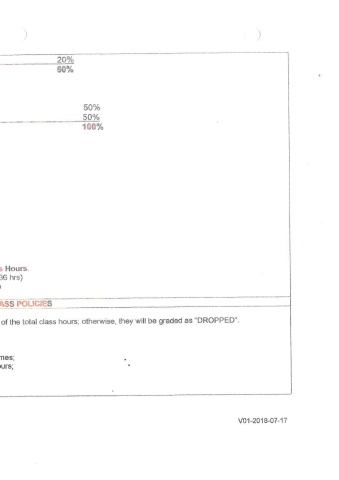 20%
60%
50%
50%
100%
s Hours.
36 hrs)
)
ASS POLICIES
of the total class hours; otherwise, they will be graded as "DROPPED".
mes;
urs;
V01-2018-07-17